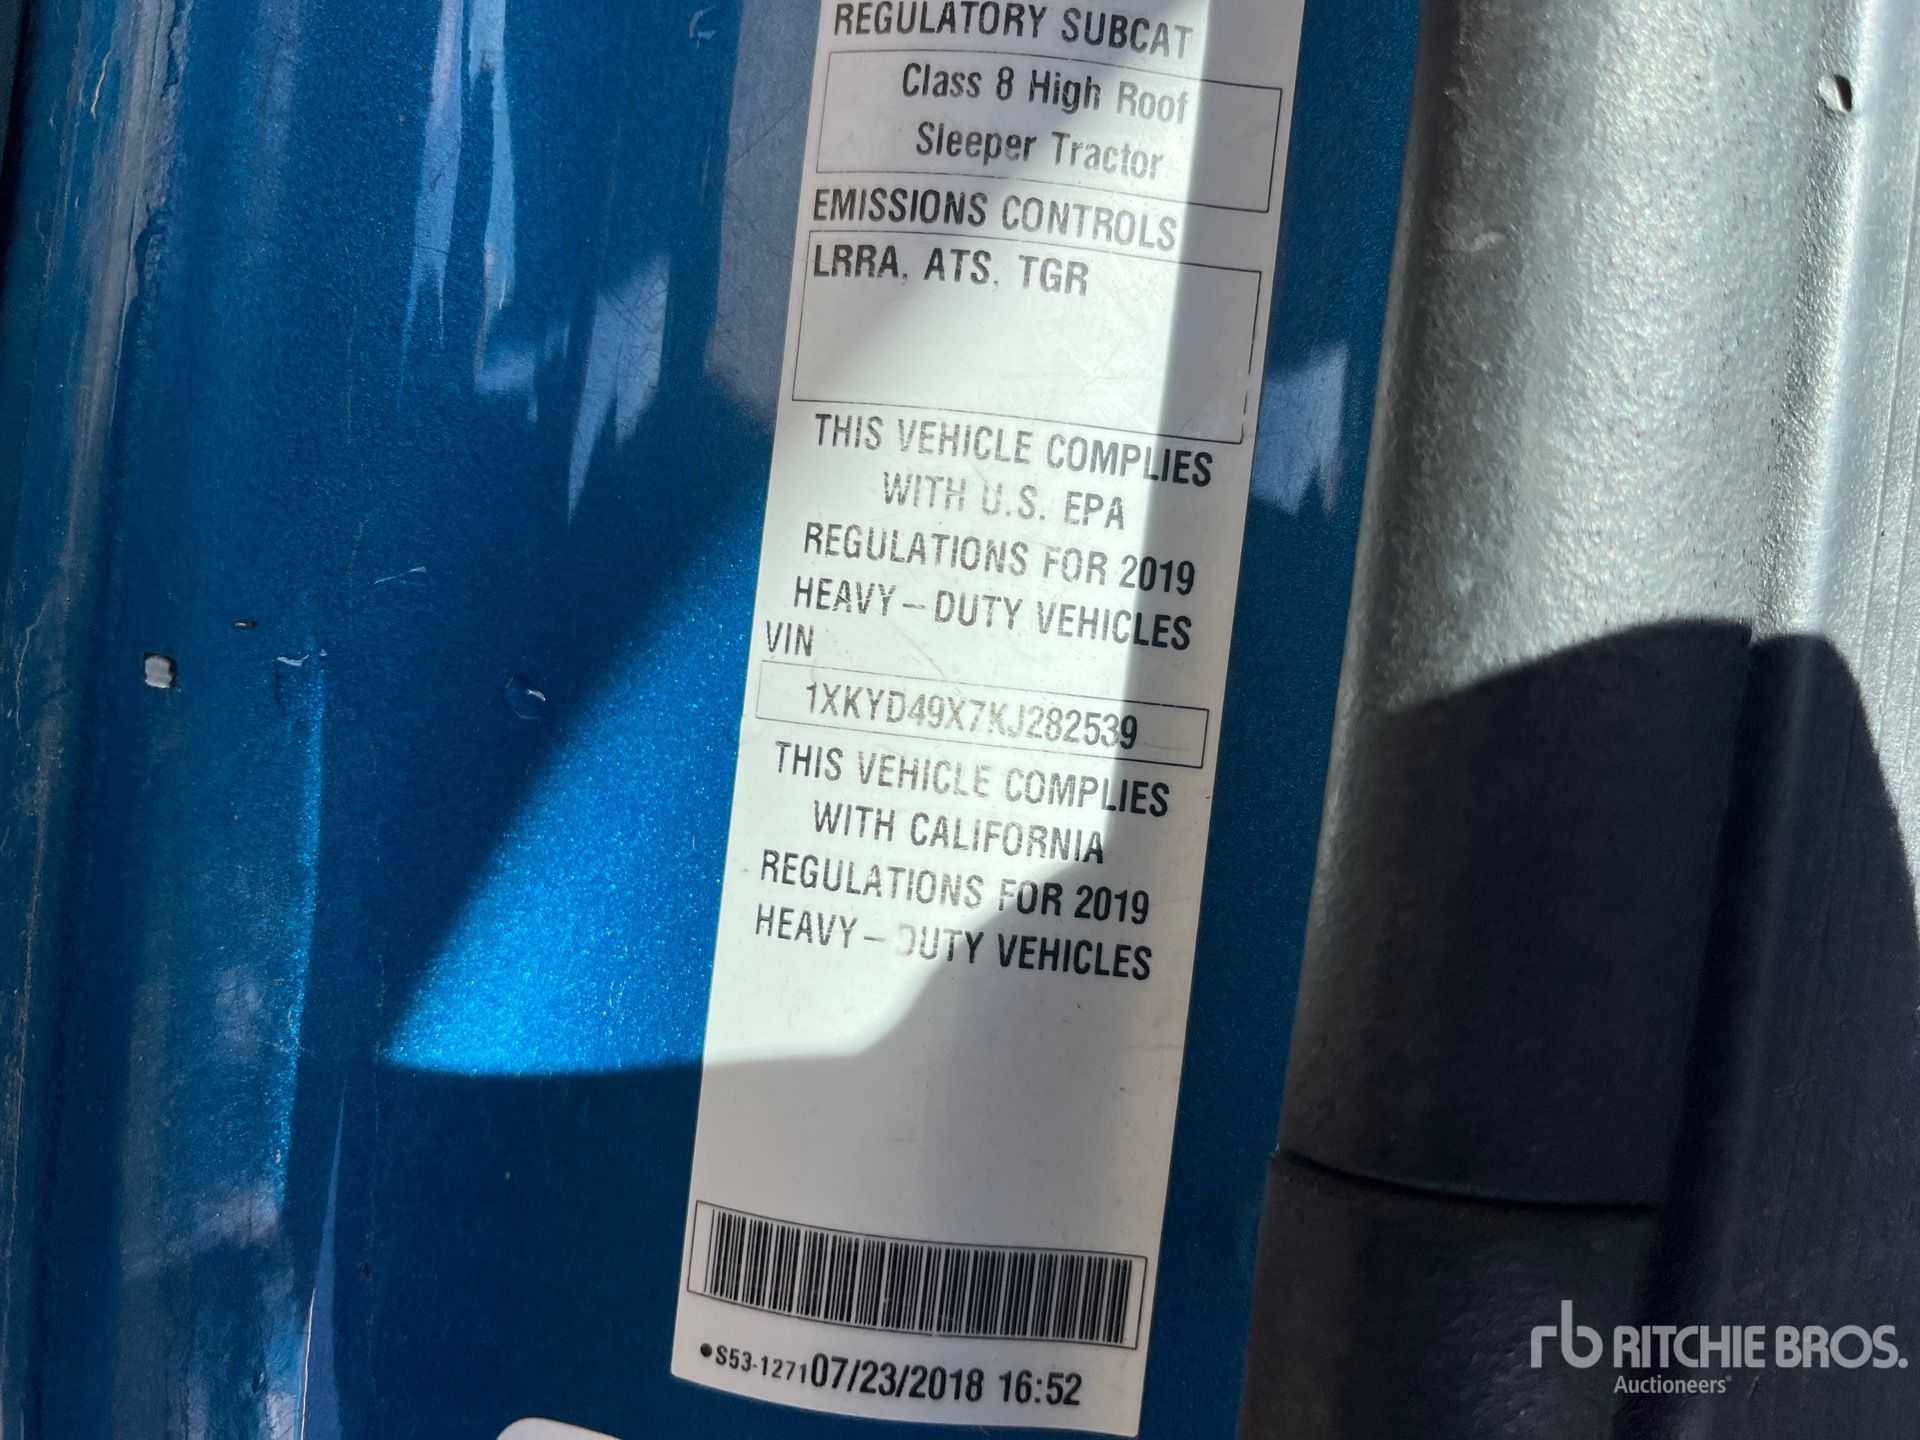 REGULATORY SUBCAT
Class 8 High Roof
Sleeper Tractor
EMISSIONS CONTROLS
LRRA, ATS, TGR
THIS VEHICLE COMPLIES
WITH U.S. EPA
REGULATIONS FOR 2019
HEAVY-DUTY VEHICLES
VIN
1XKYD49X7KJ282539
THIS VEHICLE COMPLIES
WITH CALIFORNIA
REGULATIONS FOR 2019
HEAVY-DUTY VEHICLES
•S53-1271 07/23/2018 16:52
rb RITCHIE BROS.
Auctioneers